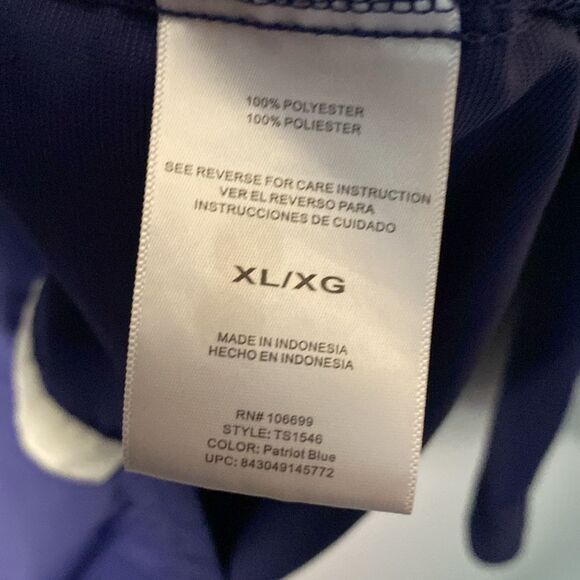 100% POLYESTER
100% POLIESTER
SEE REVERSE FOR CARE INSTRUCTION
VER EL REVERSO PARA
INSTRUCCIONES DE CUIDADO
XL/XG
MADE IN INDONESIA
HECHO EN INDONESIA
RN# 106699
STYLE: TS1546
COLOR: Patriot Blue
UPC: 843049145772